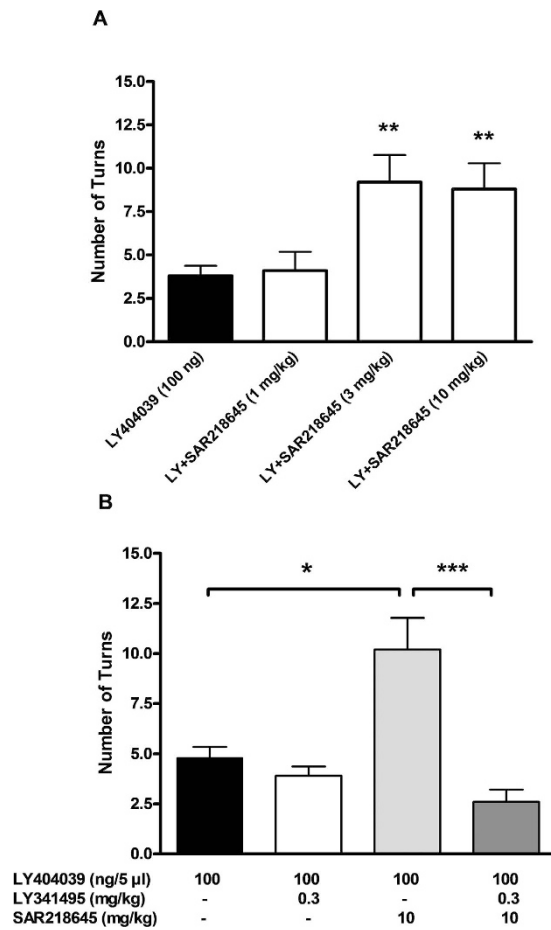 A
15.0
12.5
10.0
7.5
5.0
2.5
0.0
Number of Turns
**
**
LY404039 (100 ng)
LY+SAR218645 (1 mg/kg)
LY+SAR218645 (3 mg/kg)
LY+SAR218645 (10 mg/kg)
B
15.0
12.5
10.0
7.5
5.0
2.5
0.0
Number of Turns
*
***
LY404039 (ng/5 µl) 100 100 100 100
LY341495 (mg/kg) - 0.3 - 0.3
SAR218645 (mg/kg) - - 10 10